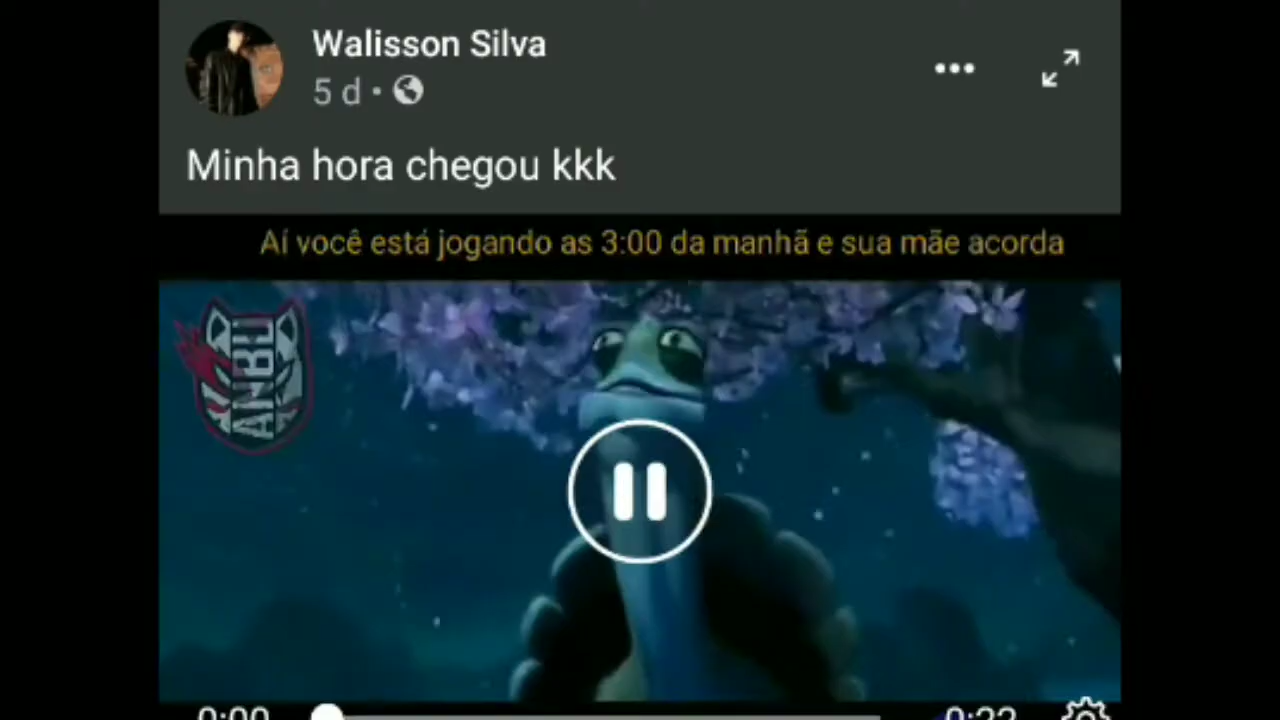 Walisson Silva
5 d
Minha hora chegou kkk
Aí você está jogando as 3:00 da manhã e sua mãe acorda
ANBU
0:00 0:22